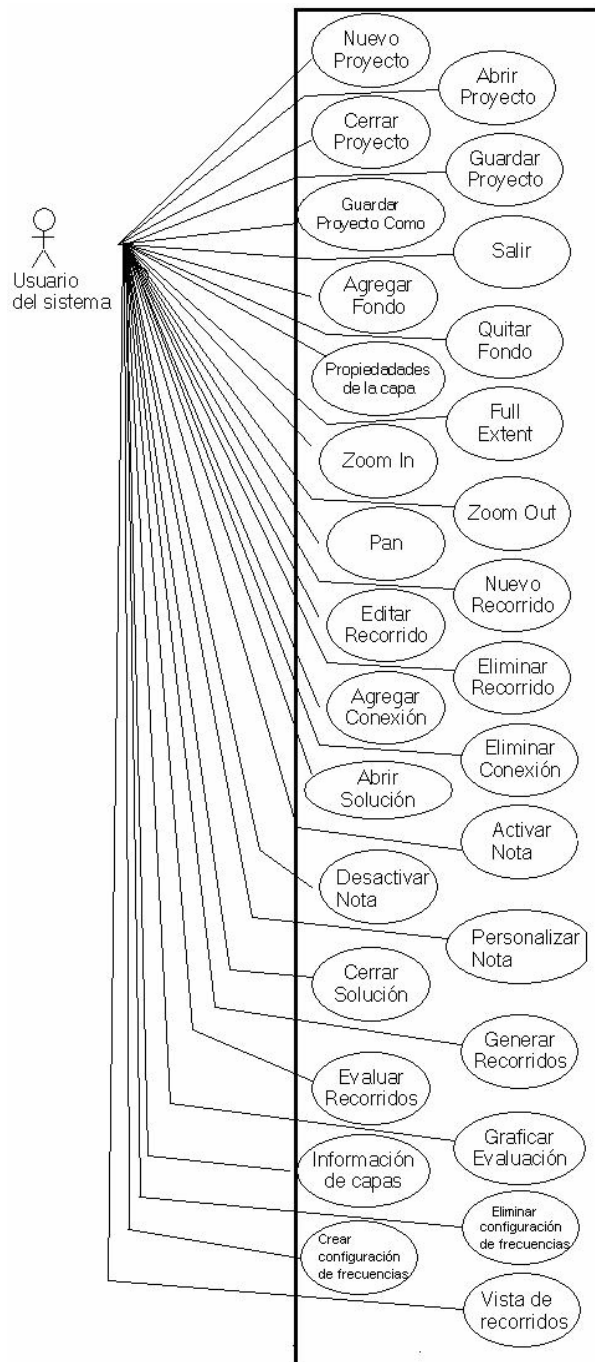 Nuevo
Proyecto
Abrir
Proyecto
Cerrar
Proyecto
Guardar
Proyecto
Guardar
Proyecto Como
Salir
Usuario
del sistema
Agregar
Fondo
Quitar
Fondo
Propiedadades
de la capa
Full
Extent
Zoom In
Zoom Out
Pan
Nuevo
Recorrido
Editar
Recorrido
Eliminar
Recorrido
Agregar
Conexión
Eliminar
Conexión
Abrir
Solución
Activar
Nota
Desactivar
Nota
Personalizar
Nota
Cerrar
Solución
Generar
Recorridos
Evaluar
Recorridos
Graficar
Evaluación
Información
de capas
Eliminar
configuración
de frecuencias
Crear
configuración
de frecuencias
Vista de
recorridos